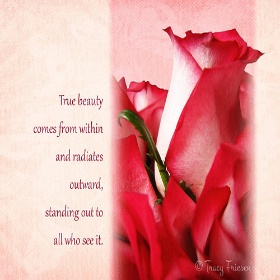 True beauty
comes from within
and radiates
outward,
standing out to
all who see it.
© Tracy Friesen